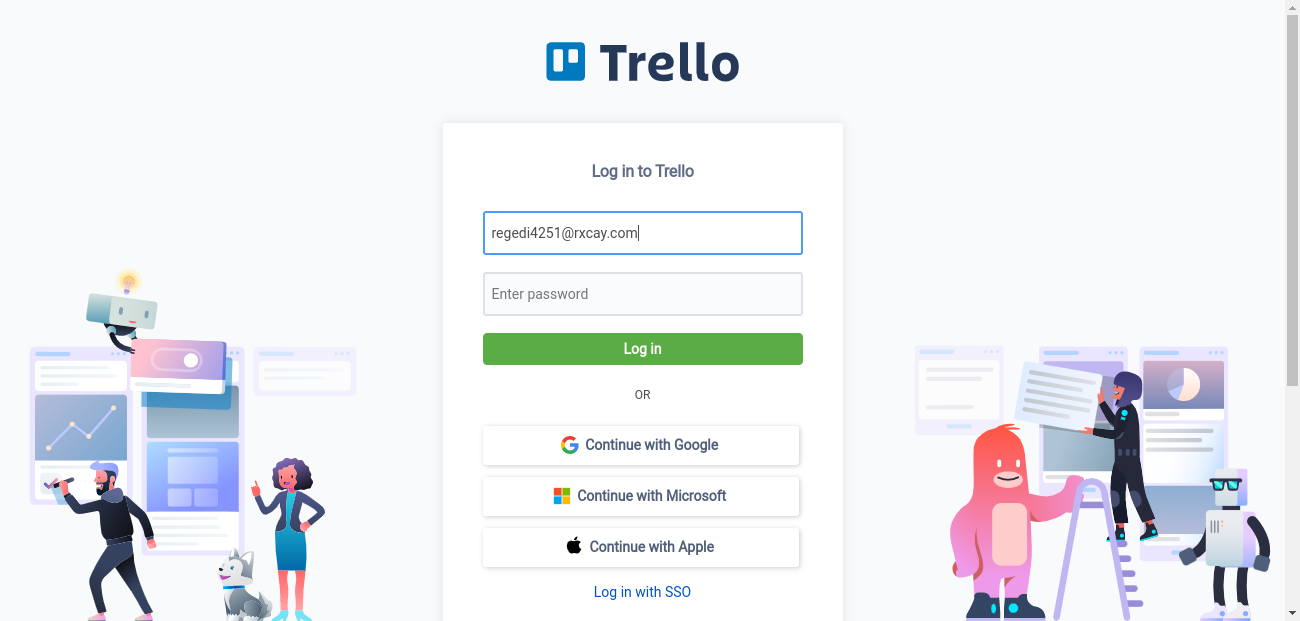 Trello
Log in to Trello
regedi4251@rxcay.com
Enter password
Log in
OR
Continue with Google
Continue with Microsoft
Continue with Apple
Log in with SSO